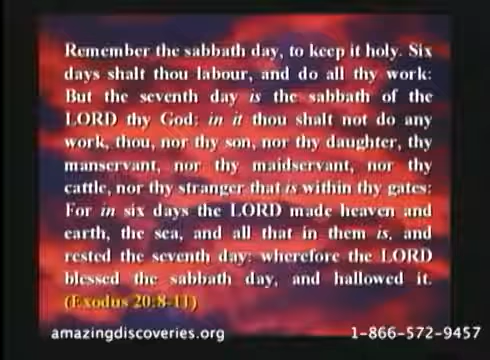 Remember the sabbath day, to keep it holy. Six
days shalt thou labour, and do all thy work:
But the seventh day is the sabbath of the
LORD thy God: in it thou shalt not do any
work, thou, nor thy son, nor thy daughter, thy
manservant, nor thy maidservant, nor thy
cattle, nor thy stranger that is within thy gates:
For in six days the LORD made heaven and
earth, the sea, and all that in them is, and
rested the seventh day: wherefore the LORD
blessed the sabbath day, and hallowed it.
(Exodus 20:8-11)
amazingdiscoveries.org 1-866-572-9457